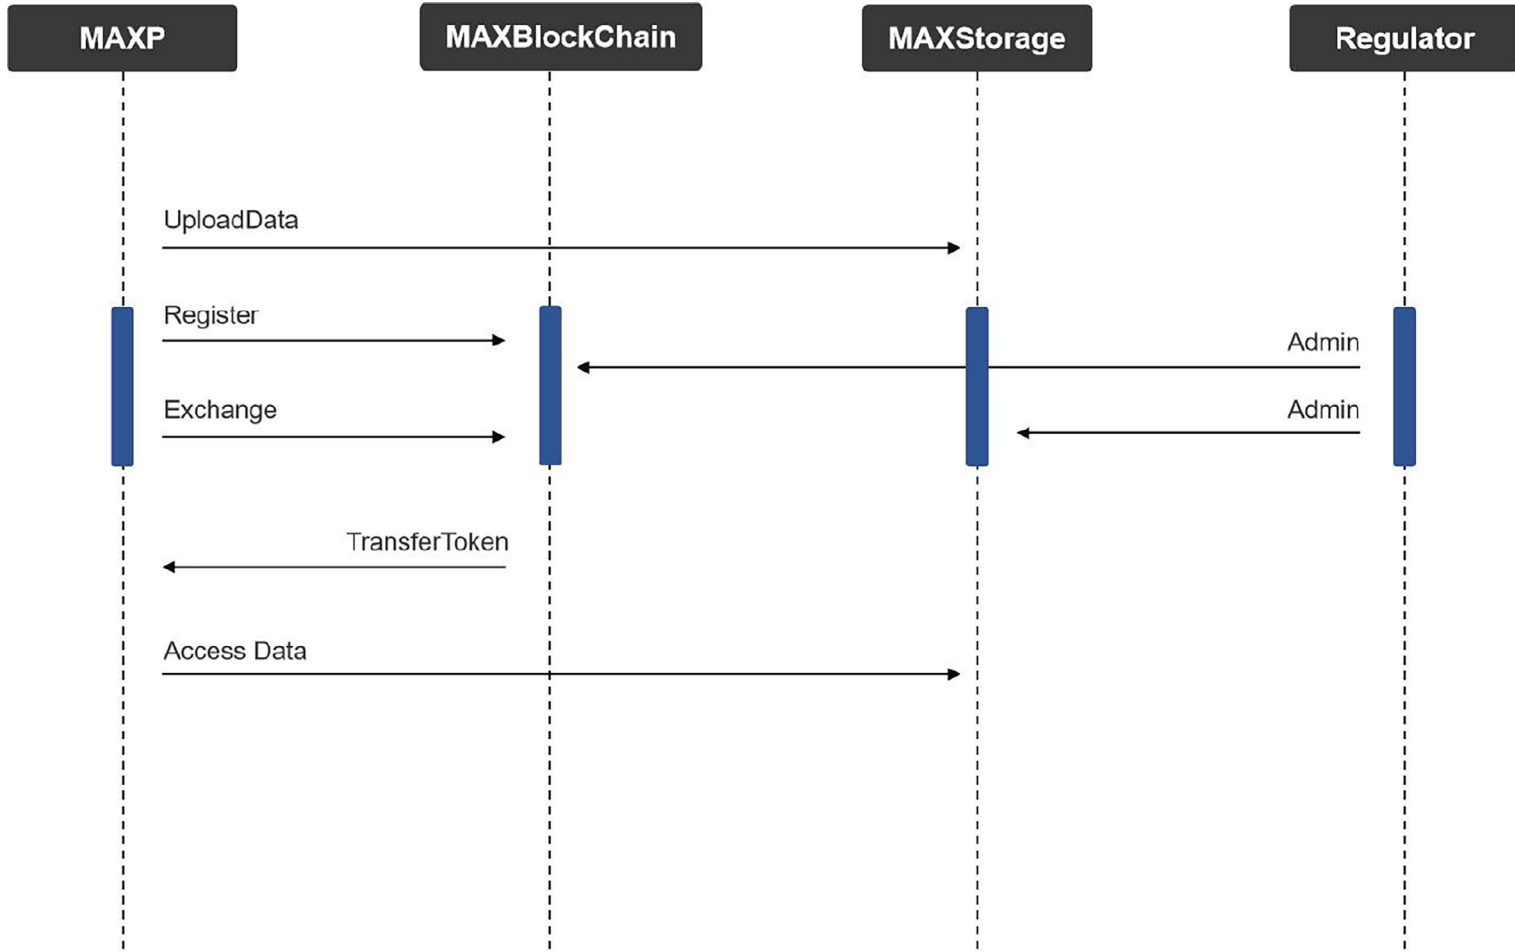 MAXP
MAXBlockChain
MAXStorage
Regulator
UploadData
Register
Admin
Exchange
Admin
TransferToken
Access Data